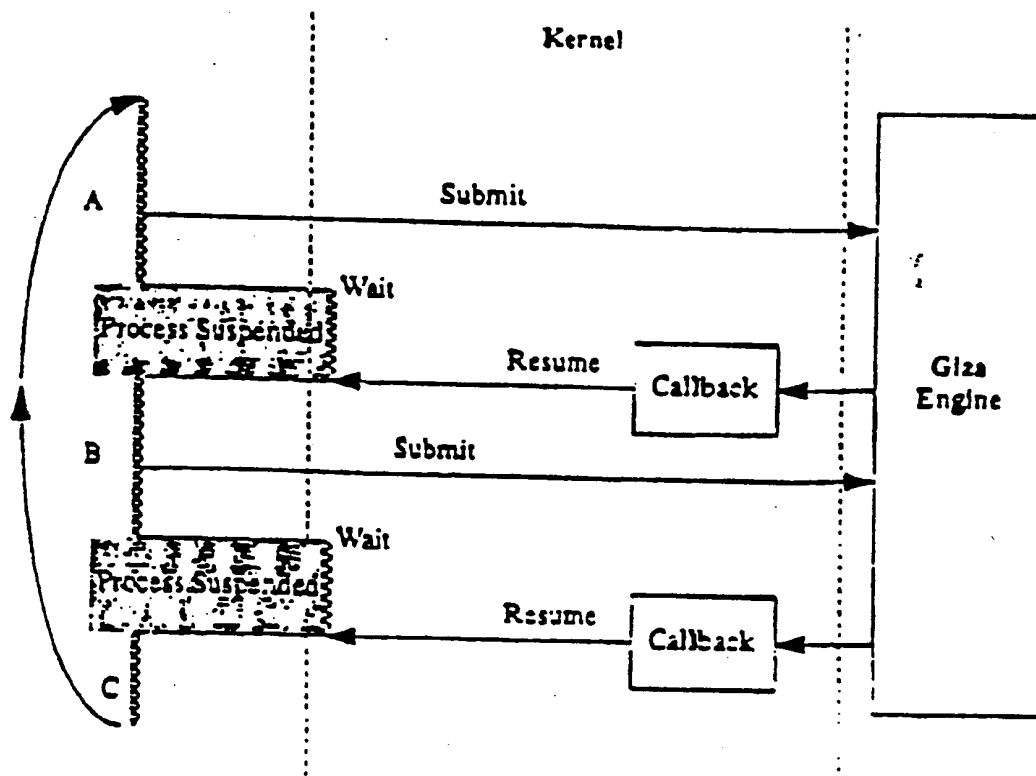 Kernel
A
Submit
Wait
Process Suspended
Resume
Callback
Giza
Engine
B
Submit
Wait
Process Suspended
Resume
Callback
C